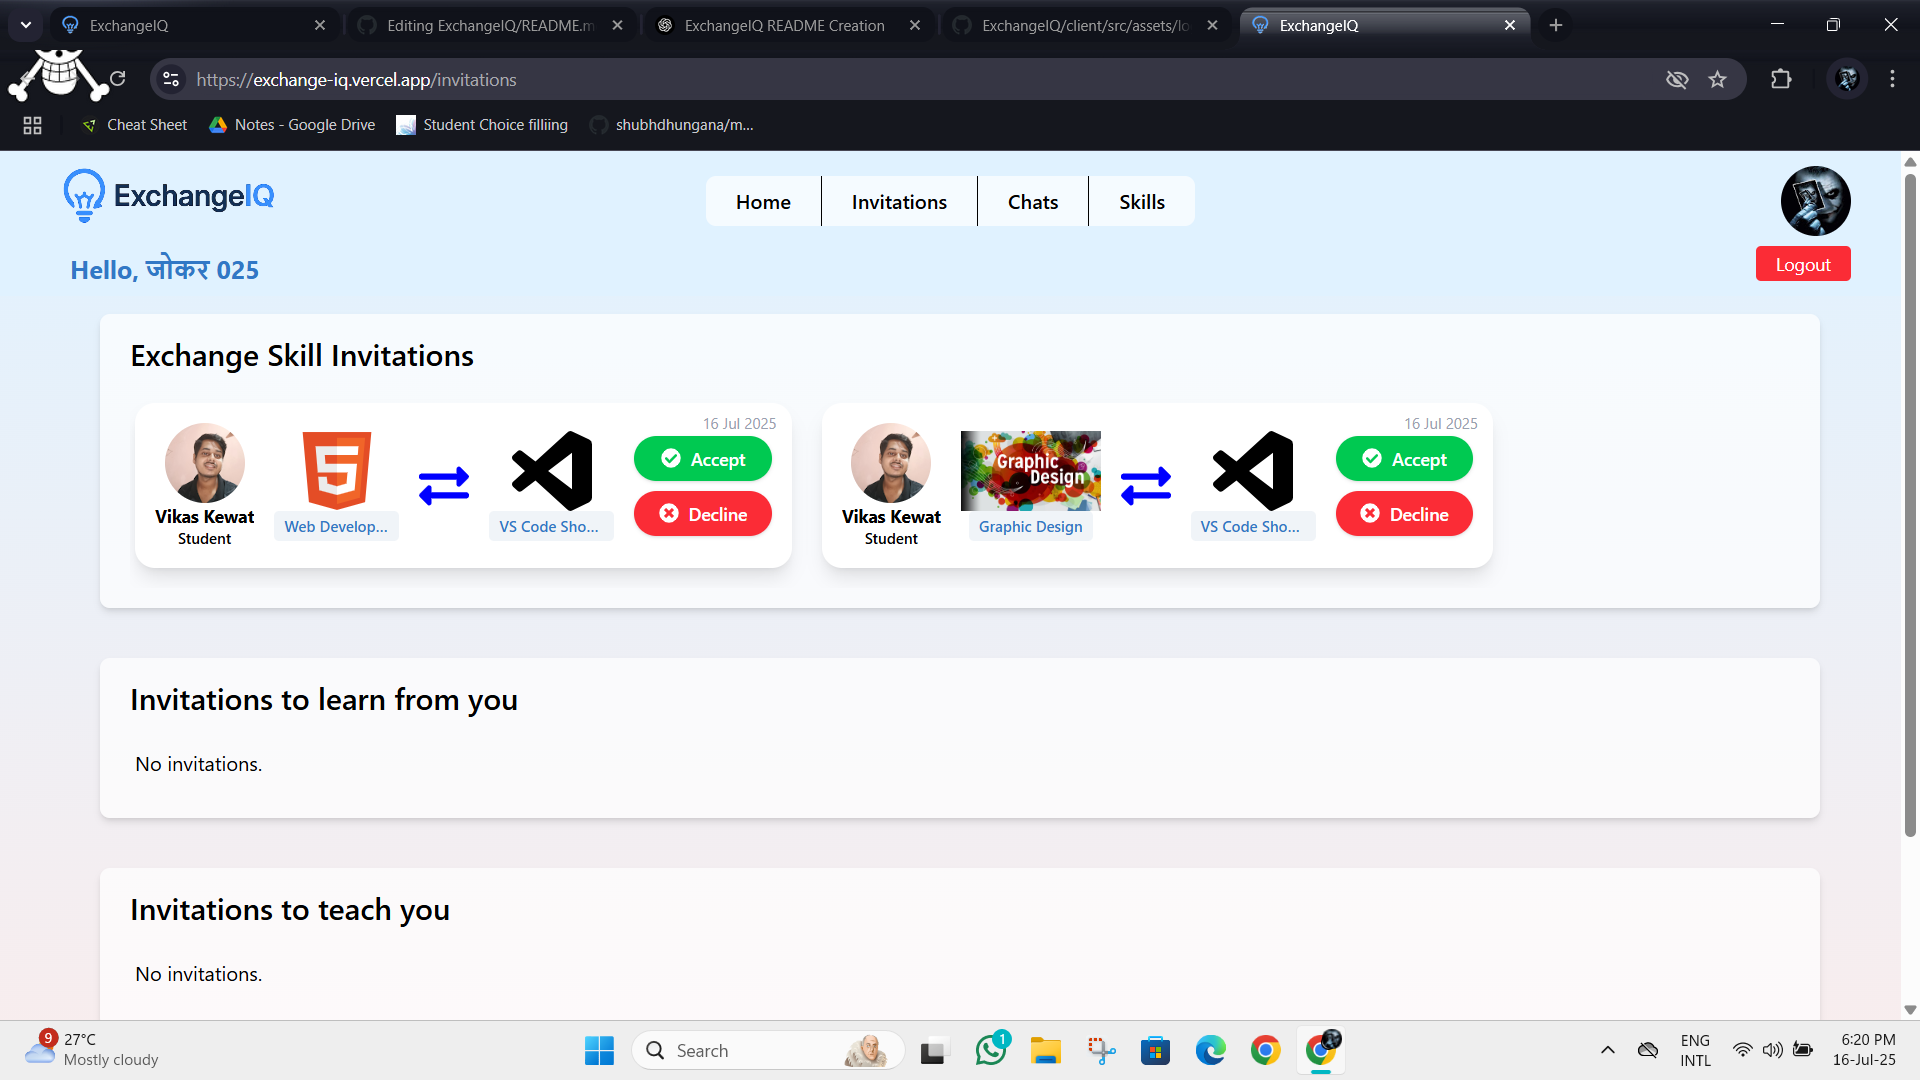 ExchangeIQ
Editing ExchangeIQ/README.m
ExchangeIQ README Creation
ExchangeIQ/client/src/assets/lo
ExchangeIQ
https://exchange-iq.vercel.app/invitations
Cheat Sheet
Notes - Google Drive
Student Choice filliing
shubhdhungana/m...
ExchangeIQ
Home
Invitations
Chats
Skills
Hello, जोकर 025
Logout
Exchange Skill Invitations
16 Jul 2025
Vikas Kewat
Student
Web Develop...
VS Code Sho...
Accept
Decline
16 Jul 2025
Vikas Kewat
Student
Graphic
Design
Graphic Design
VS Code Sho...
Accept
Decline
Invitations to learn from you
No invitations.
Invitations to teach you
No invitations.
9
27°C
Mostly cloudy
Search
1
ENG
INTL
6:20 PM
16-Jul-25